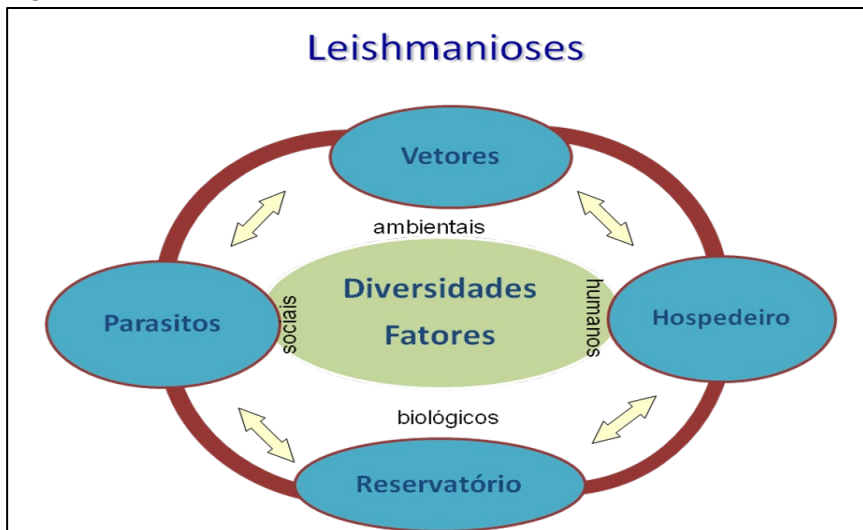 Leishmanioses
Vetores
ambientais
Parasitos
sociais
Diversidades
Fatores
humanos
Hospedeiro
biológicos
Reservatório